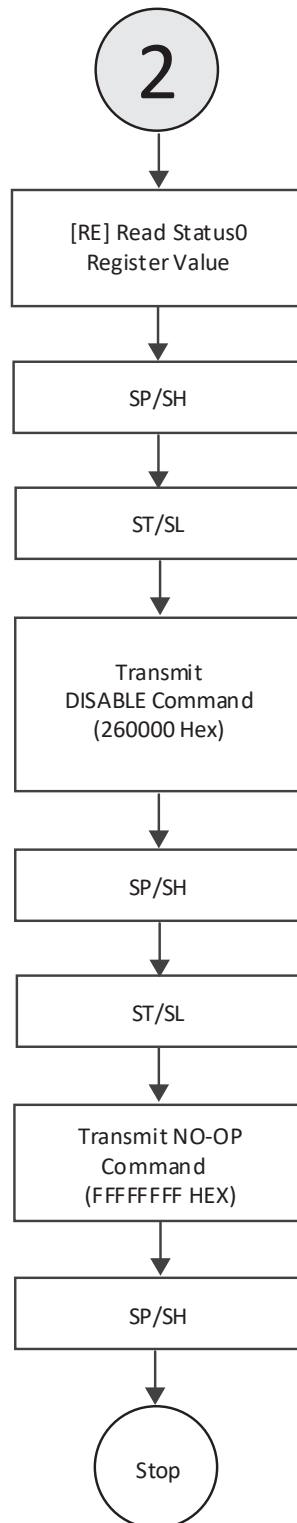 2
[RE] Read Status0
Register Value
SP/SH
ST/SL
Transmit
DISABLE Command
(260000 Hex)
SP/SH
ST/SL
Transmit NO-OP
Command
(FFFFFFFF HEX)
SP/SH
Stop